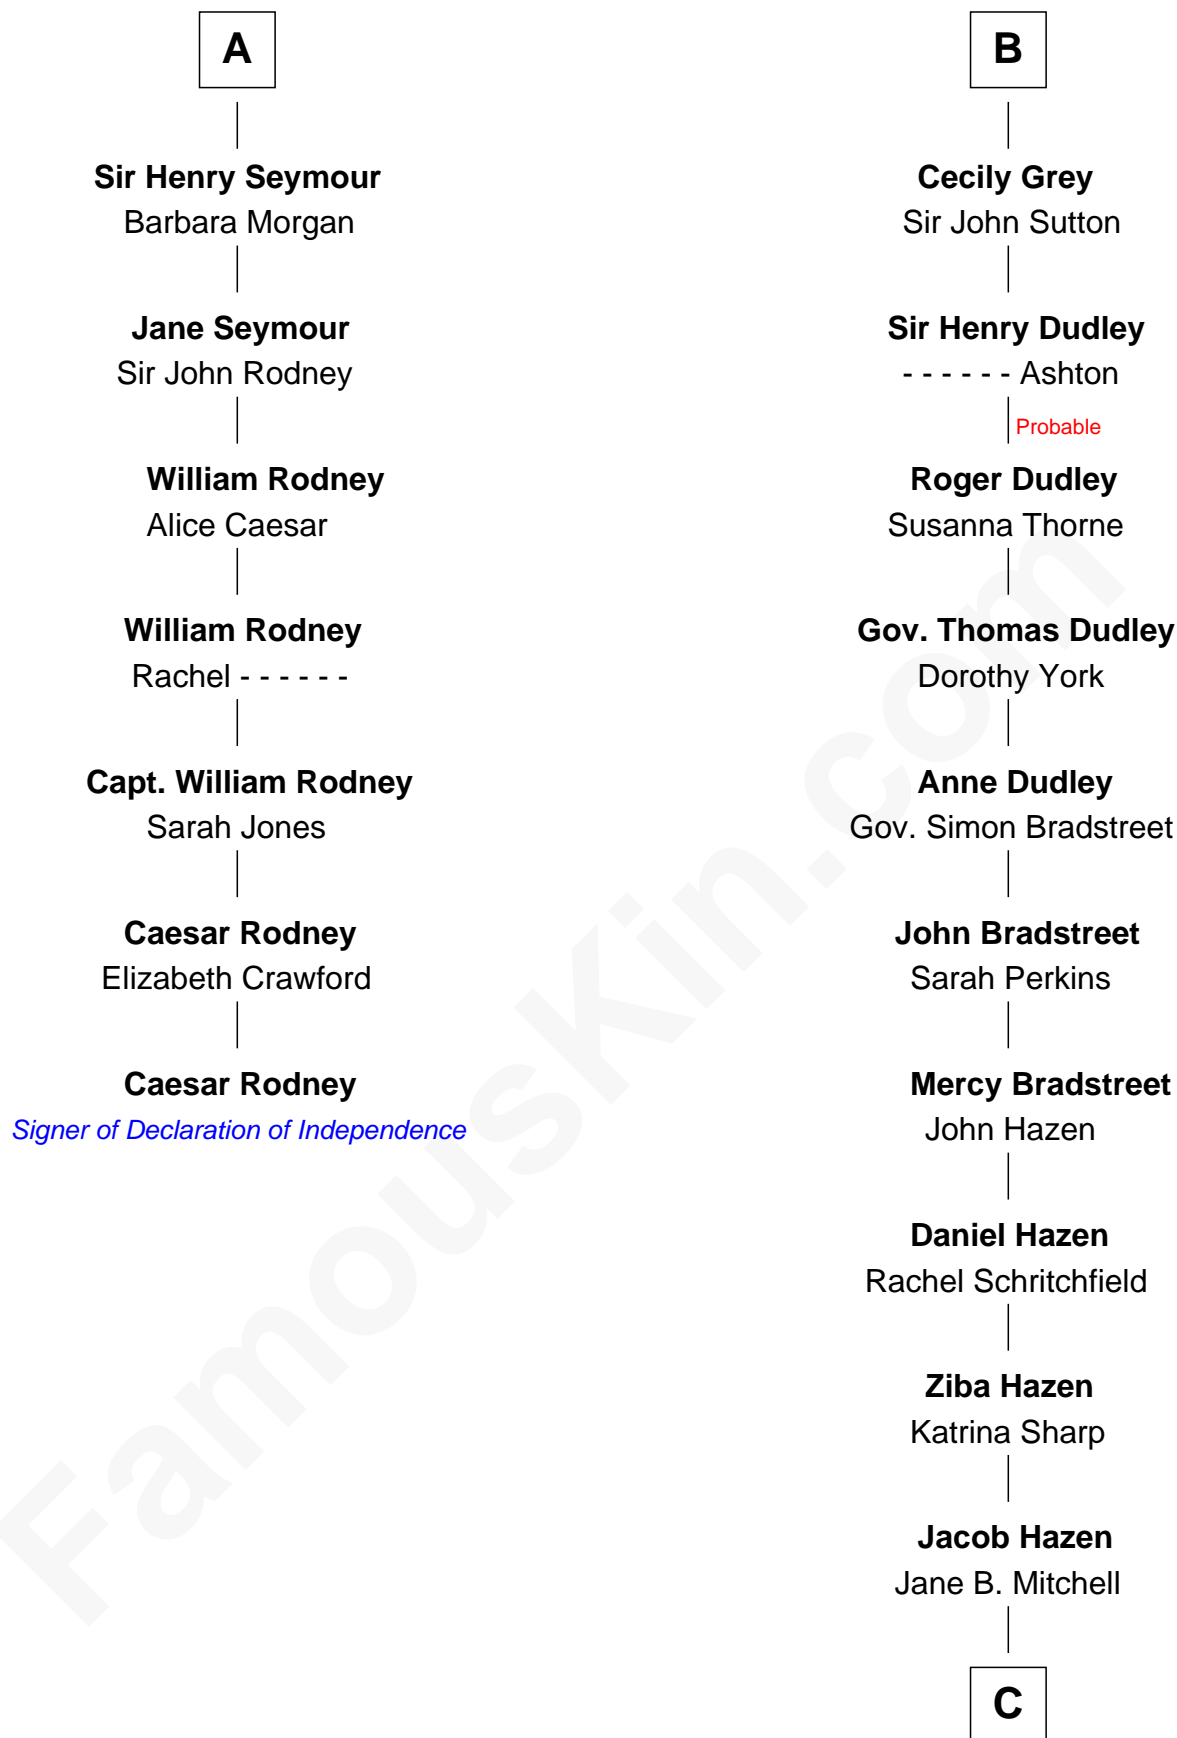 A
Sir Henry Seymour
Barbara Morgan
Jane Seymour
Sir John Rodney
William Rodney
Alice Caesar
William Rodney
Rachel - - - - - -
Capt. William Rodney
Sarah Jones
Caesar Rodney
Elizabeth Crawford
Caesar Rodney
Signer of Declaration of Independence
B
Cecily Grey
Sir John Sutton
Sir Henry Dudley
- - - - - - Ashton
Probable
Roger Dudley
Susanna Thorne
Gov. Thomas Dudley
Dorothy York
Anne Dudley
Gov. Simon Bradstreet
John Bradstreet
Sarah Perkins
Mercy Bradstreet
John Hazen
Daniel Hazen
Rachel Schritchfield
Ziba Hazen
Katrina Sharp
Jacob Hazen
Jane B. Mitchell
C
FamousKin.com